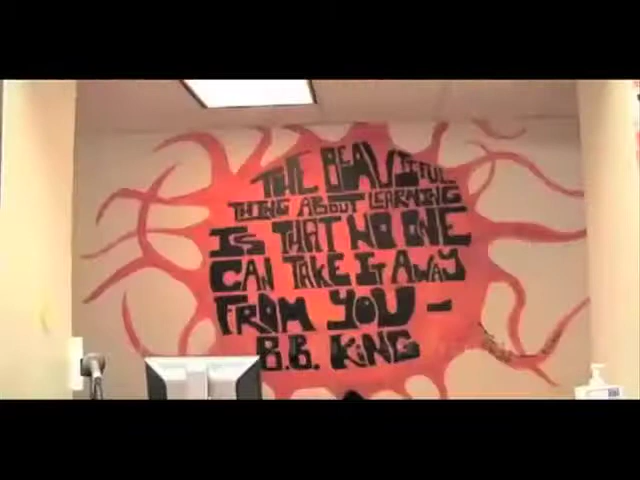 THE BEAUTIFUL
THING ABOUT LEARNING
IS THAT NO ONE
CAN TAKE IT AWAY
FROM YOU -
B.B. KING